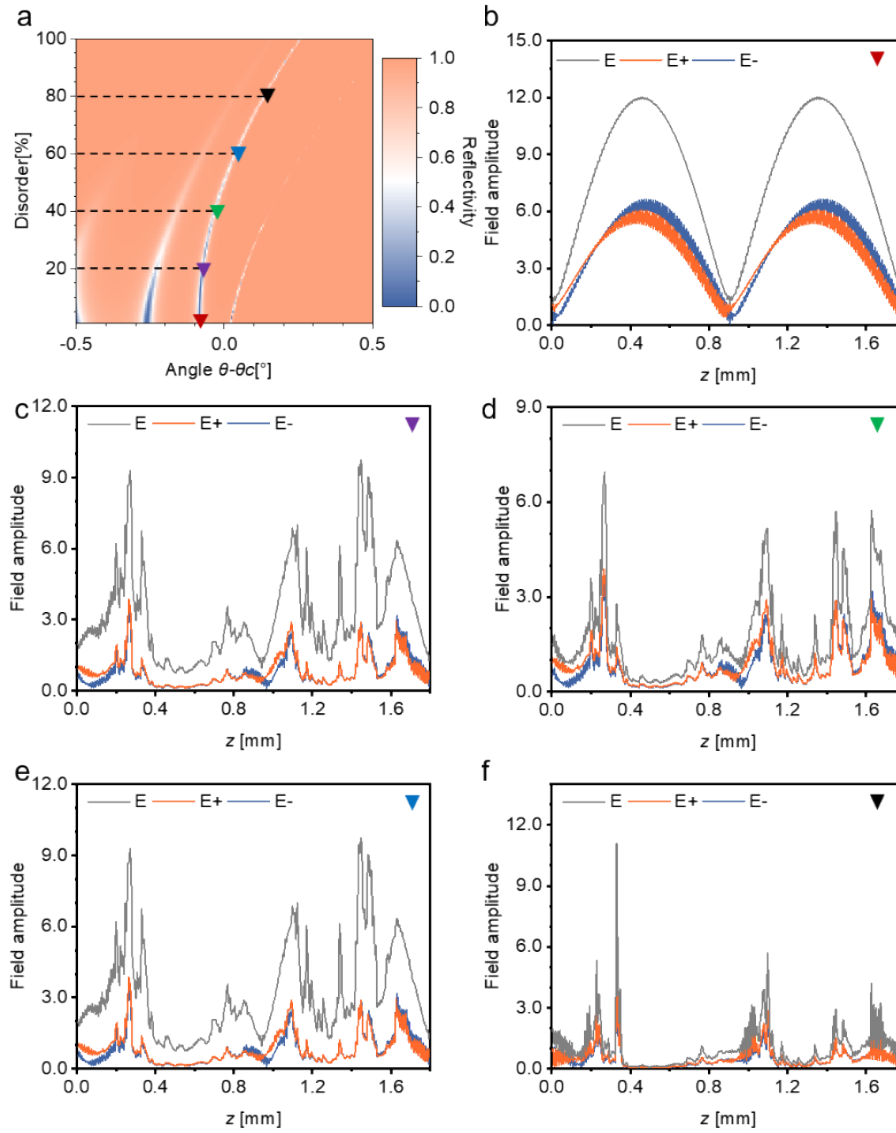 a
100
80
60
40
20
Disorder[%]
-0.5
0.0
0.5
Angle θ-θc[°]
1.0
0.8
0.6
0.4
0.2
0.0
Reflectivity
b
15.0
12.0
9.0
6.0
3.0
0.0
Field amplitude
E E+ E-
0.0 0.4 0.8 1.2 1.6
z [mm]
c
12.0
9.0
6.0
3.0
0.0
Field amplitude
E E+ E-
0.0 0.4 0.8 1.2 1.6
z [mm]
d
9.0
6.0
3.0
0.0
Field amplitude
E E+ E-
0.0 0.4 0.8 1.2 1.6
z [mm]
e
12.0
9.0
6.0
3.0
0.0
Field amplitude
E E+ E-
0.0 0.4 0.8 1.2 1.6
z [mm]
f
12.0
9.0
6.0
3.0
0.0
Field amplitude
E E+ E-
0.0 0.4 0.8 1.2 1.6
z [mm]